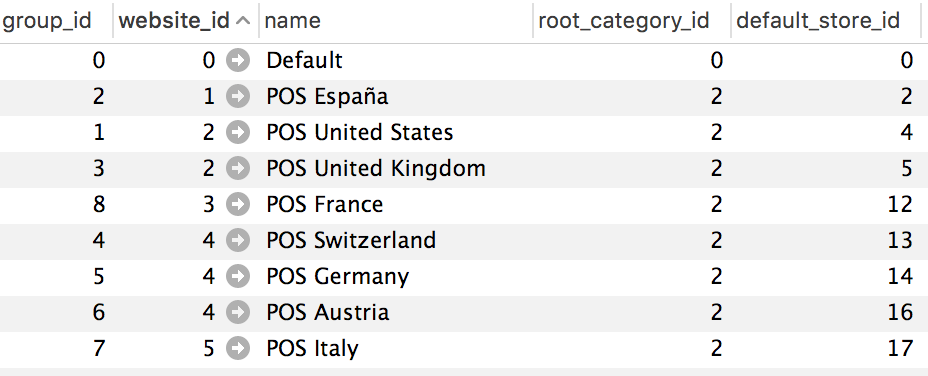 group_id website_id name root_category_id default_store_id
0 0 Default 0 0
2 1 POS España 2 2
1 2 POS United States 2 4
3 2 POS United Kingdom 2 5
8 3 POS France 2 12
4 4 POS Switzerland 2 13
5 4 POS Germany 2 14
6 4 POS Austria 2 16
7 5 POS Italy 2 17